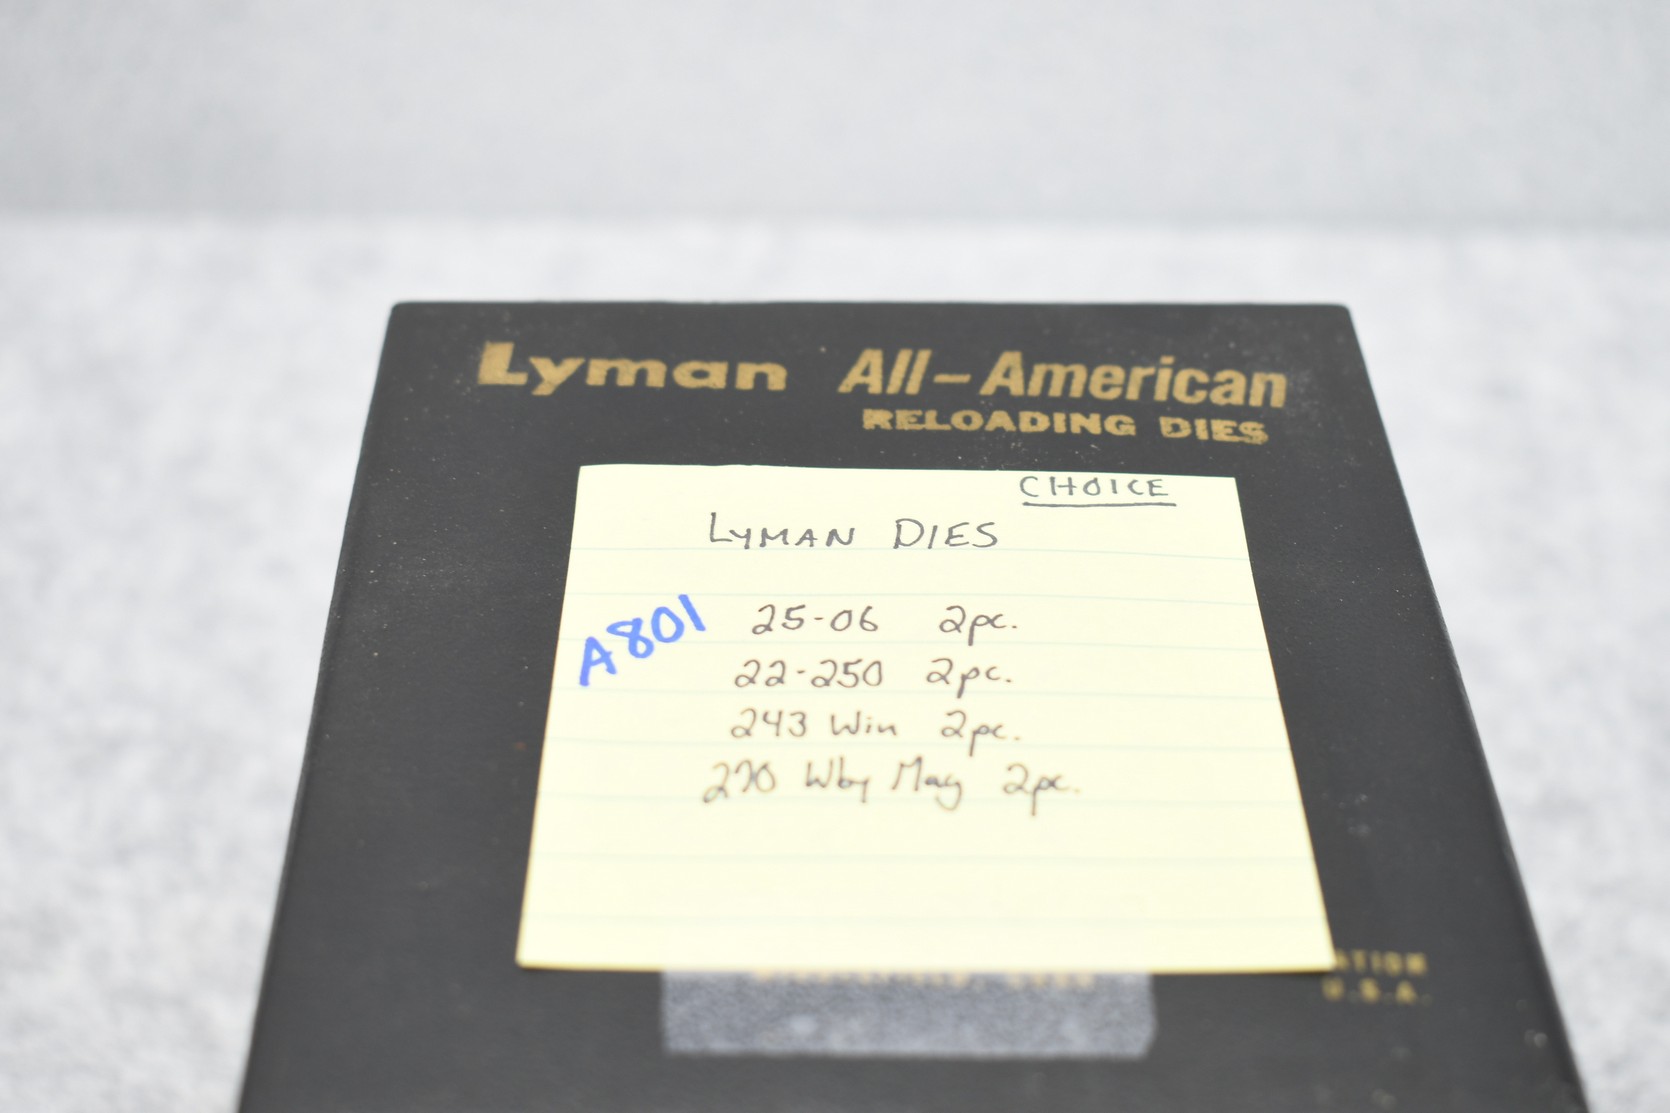 Lyman All-American
RELOADING DIES
CHOICE
LYMAN DIES
A801
25-06 2pc.
22-250 2pc.
243 Win 2pc.
270 Wby Mag 2pc.
U.S.A.